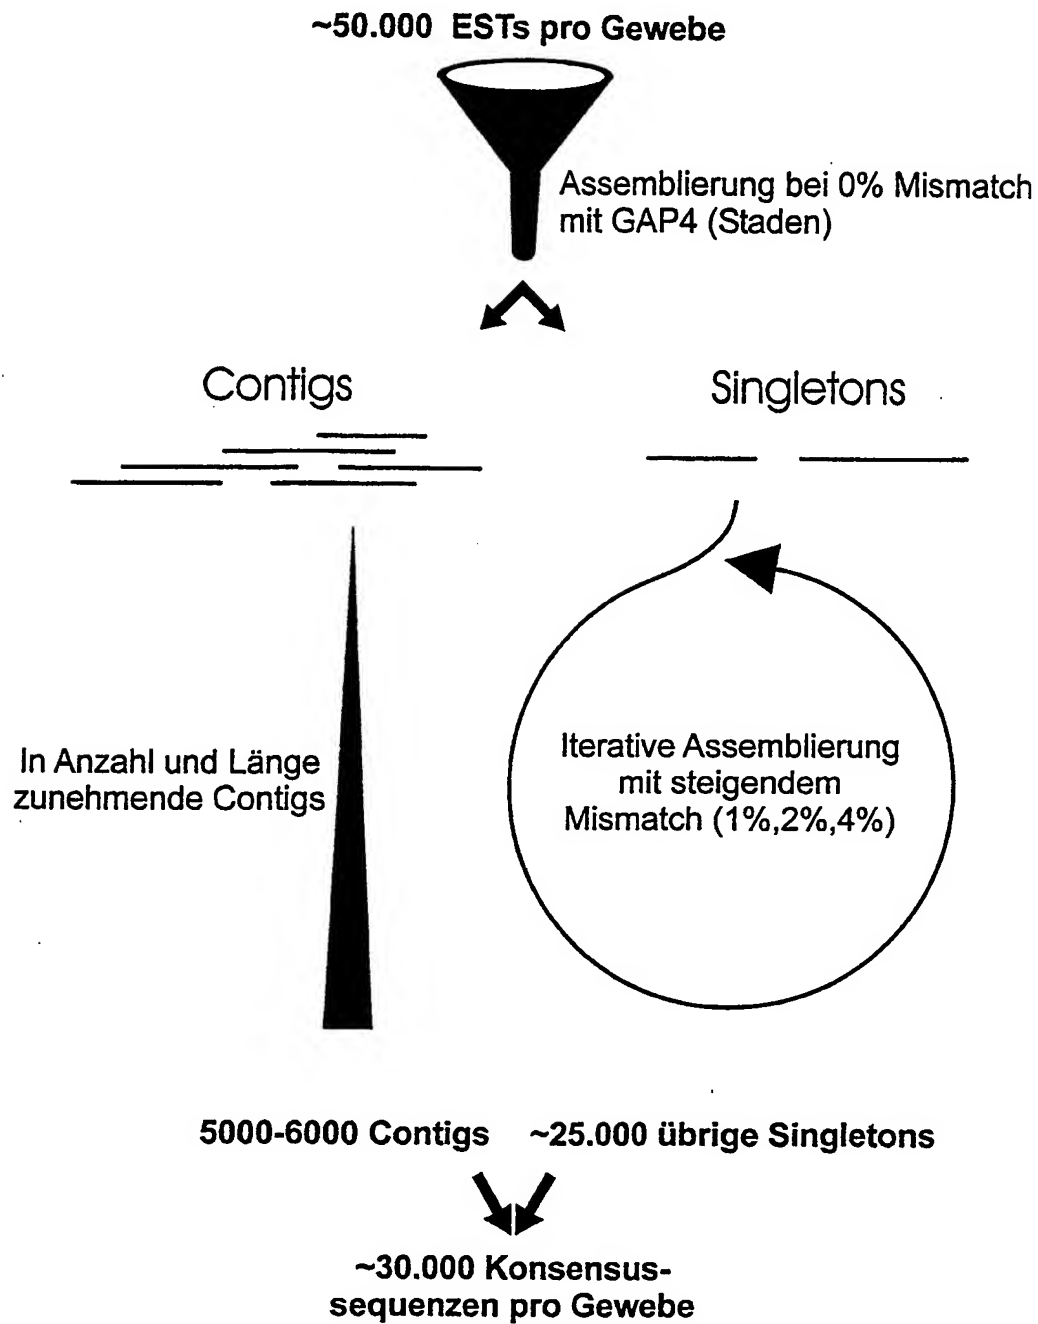 ~50.000 ESTs pro Gewebe
Assemblierung bei 0% Mismatch
mit GAP4 (Staden)
Contigs
Singletons
In Anzahl und Länge
zunehmende Contigs
Iterative Assemblierung
mit steigendem
Mismatch (1%,2%,4%)
5000-6000 Contigs
~25.000 übrige Singletons
~30.000 Konsensus-
sequenzen pro Gewebe